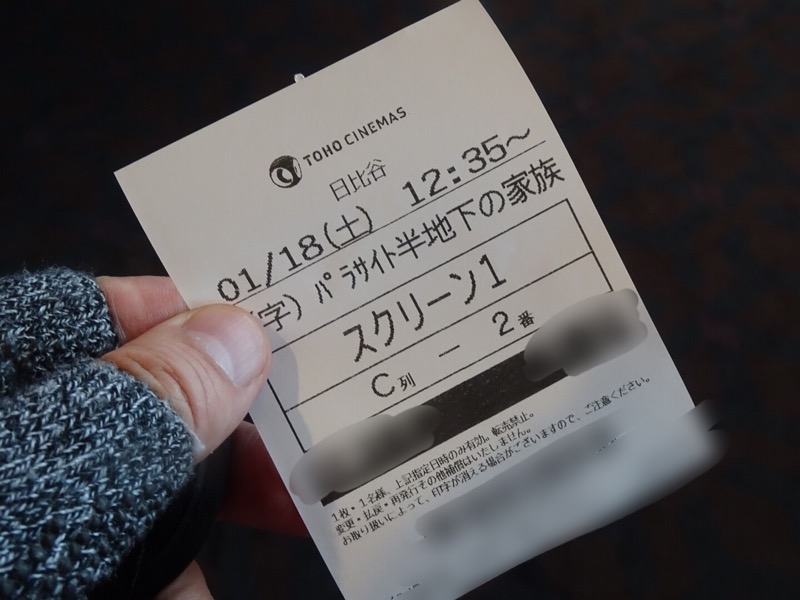 TOHO CINEMAS
日比谷
01/18(土) 12:35~
字) パラサイト半地下の家族
スクリーン1
C列 - 2番
1枚・1名様、上記指定日時のみ有効。転売禁止。
変更・払戻・再発行その他補償はいたしません。
お取り扱いによって、印字が消える場合がございますので、ご注意ください。